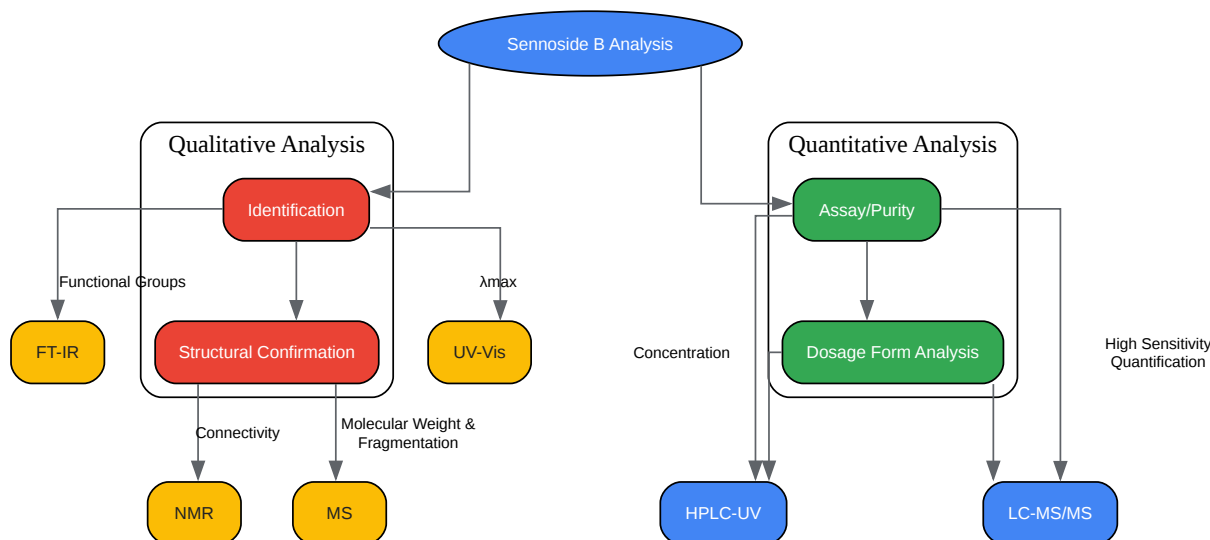 Sennoside B Analysis
Qualitative Analysis
Quantitative Analysis
Identification
Assay/Purity
Functional Groups
λmax
FT-IR
Structural Confirmation
UV-Vis
Concentration
Dosage Form Analysis
High Sensitivity
Quantification
Connectivity
Molecular Weight &
Fragmentation
NMR
MS
HPLC-UV
LC-MS/MS